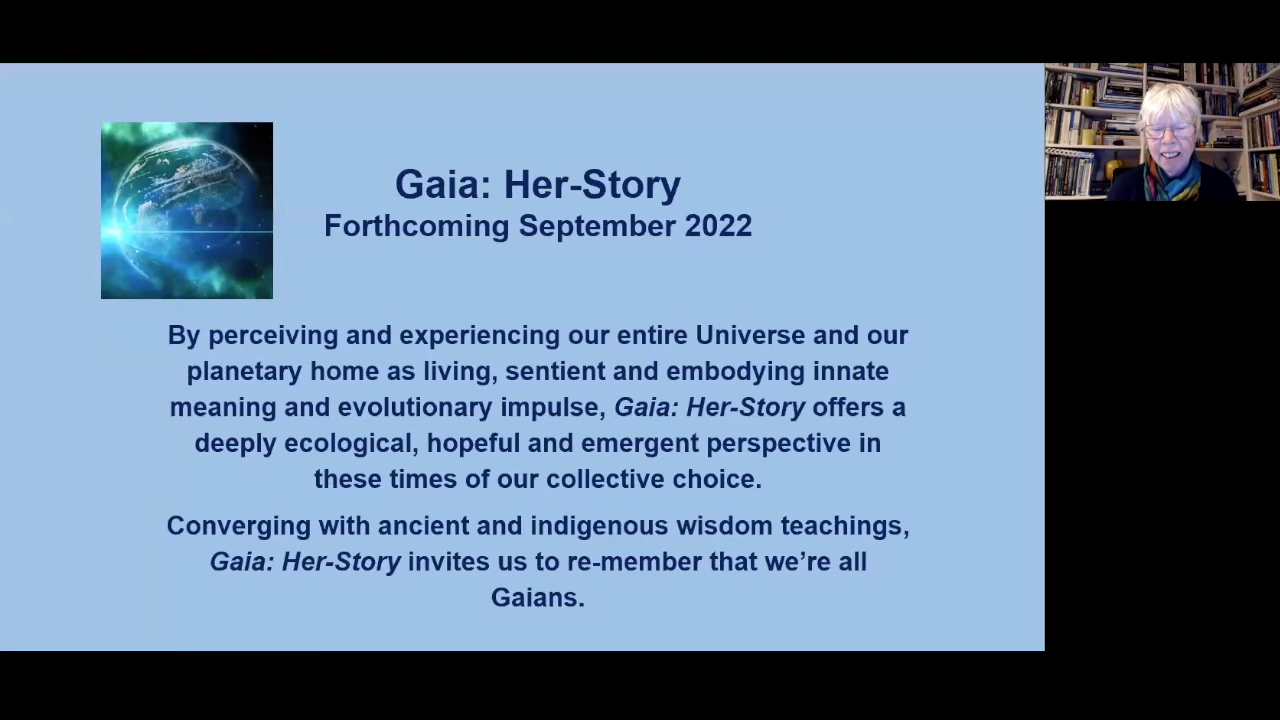 Gaia: Her-Story
Forthcoming September 2022
By perceiving and experiencing our entire Universe and our
planetary home as living, sentient and embodying innate
meaning and evolutionary impulse, Gaia: Her-Story offers a
deeply ecological, hopeful and emergent perspective in
these times of our collective choice.
Converging with ancient and indigenous wisdom teachings,
Gaia: Her-Story invites us to re-member that we’re all
Gaians.